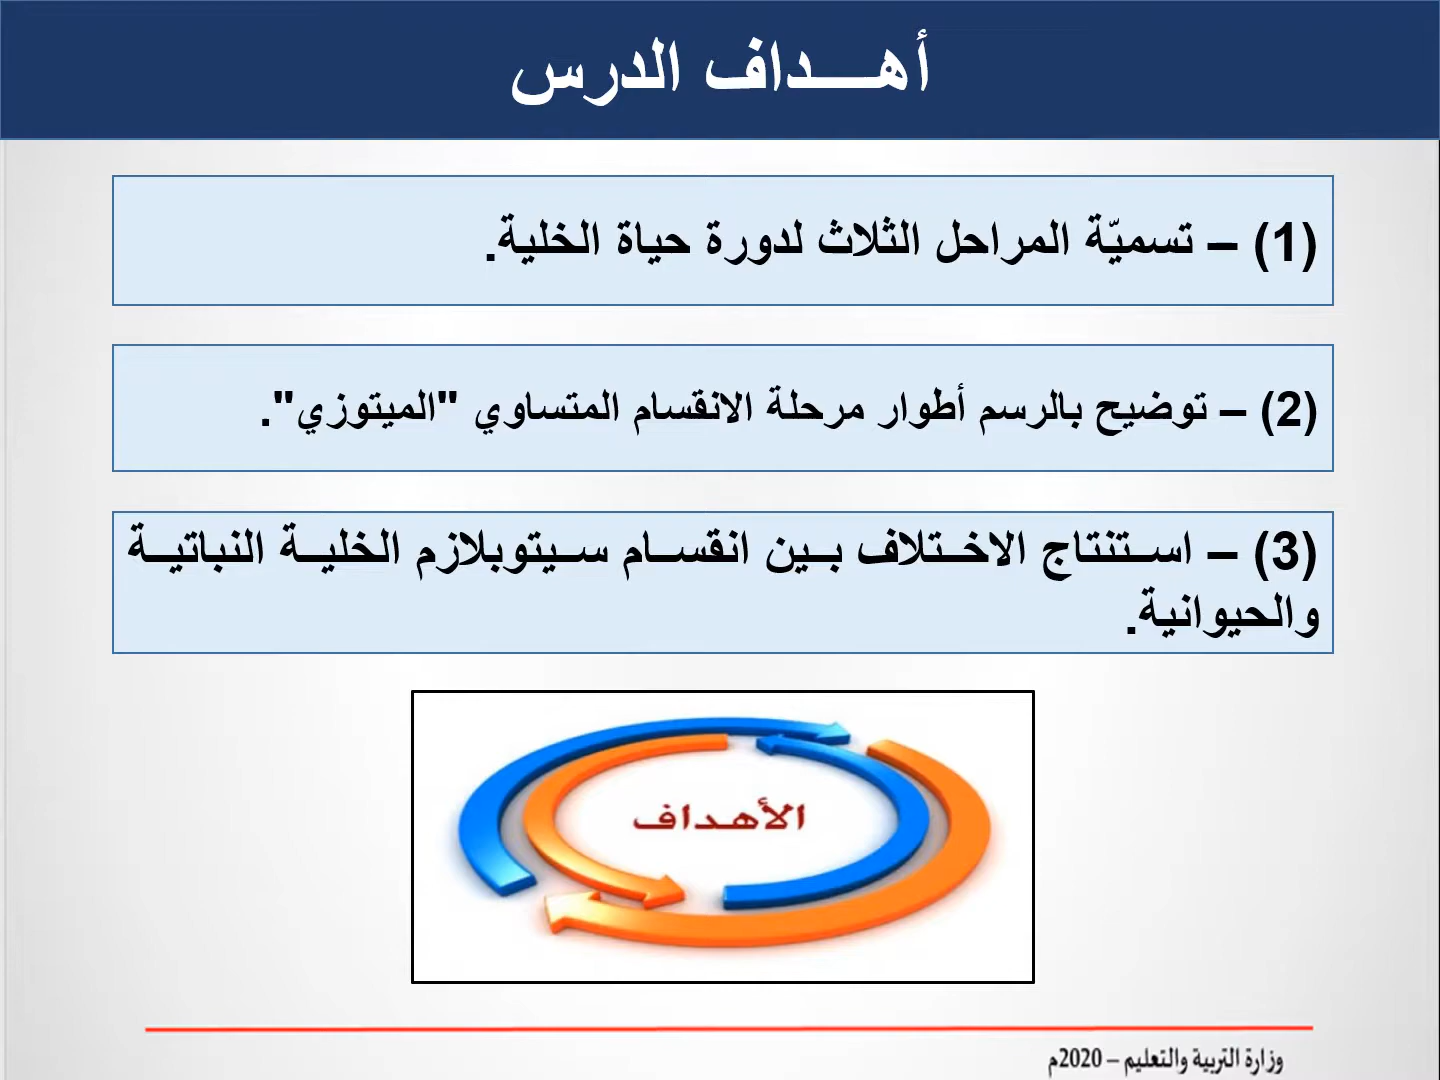 أهـــداف الدرس
(1) – تسميّة المراحل الثلاث لدورة حياة الخلية.
(2) – توضيح بالرسم أطوار مرحلة الانقسام المتساوي "الميتوزي".
(3) – اسـتنتاج الاخـتلاف بـين انقسـام سـيتوبلازم الخليـة النباتيـة
والحيوانية.
الأهداف
وزارة التربية والتعليم – 2020م